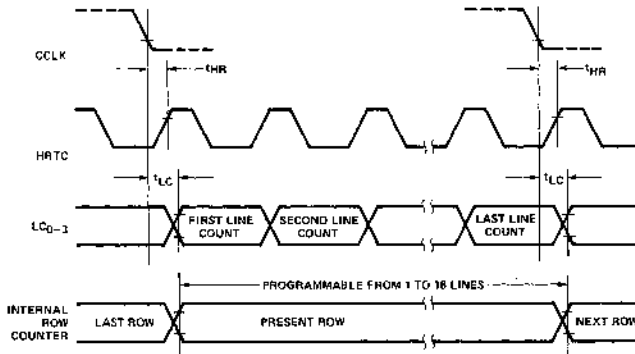 CCLK
tHR
tHR
HRTC
tLC
tLC
LC0-3
FIRST LINE COUNT
SECOND LINE COUNT
LAST LINE COUNT
PROGRAMMABLE FROM 1 TO 16 LINES
INTERNAL ROW COUNTER
LAST ROW
PRESENT ROW
NEXT ROW